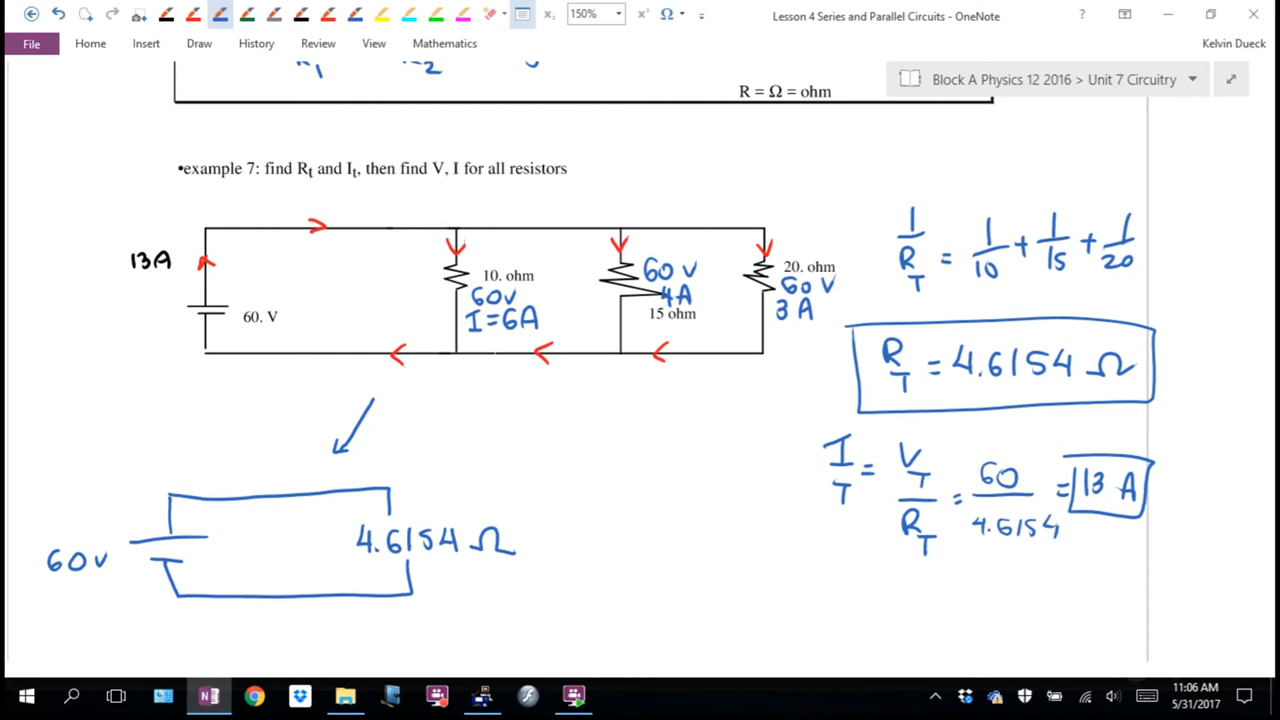 150%
Lesson 4 Series and Parallel Circuits - OneNote
File Home Insert Draw History Review View Mathematics
Kelvin Dueck
R1 R2
Block A Physics 12 2016 > Unit 7 Circuitry
R = Ω = ohm
•example 7: find Rt and It, then find V, I for all resistors
13A
60. V
10. ohm
60V
I = 6A
60 V
4A
15 ohm
20. ohm
60 V
3 A
1/RT = 1/10 + 1/15 + 1/20
RT = 4.6154 Ω
IT = VT/RT = 60/4.6154 = 13 A
60V
4.6154 Ω
11:06 AM
5/31/2017